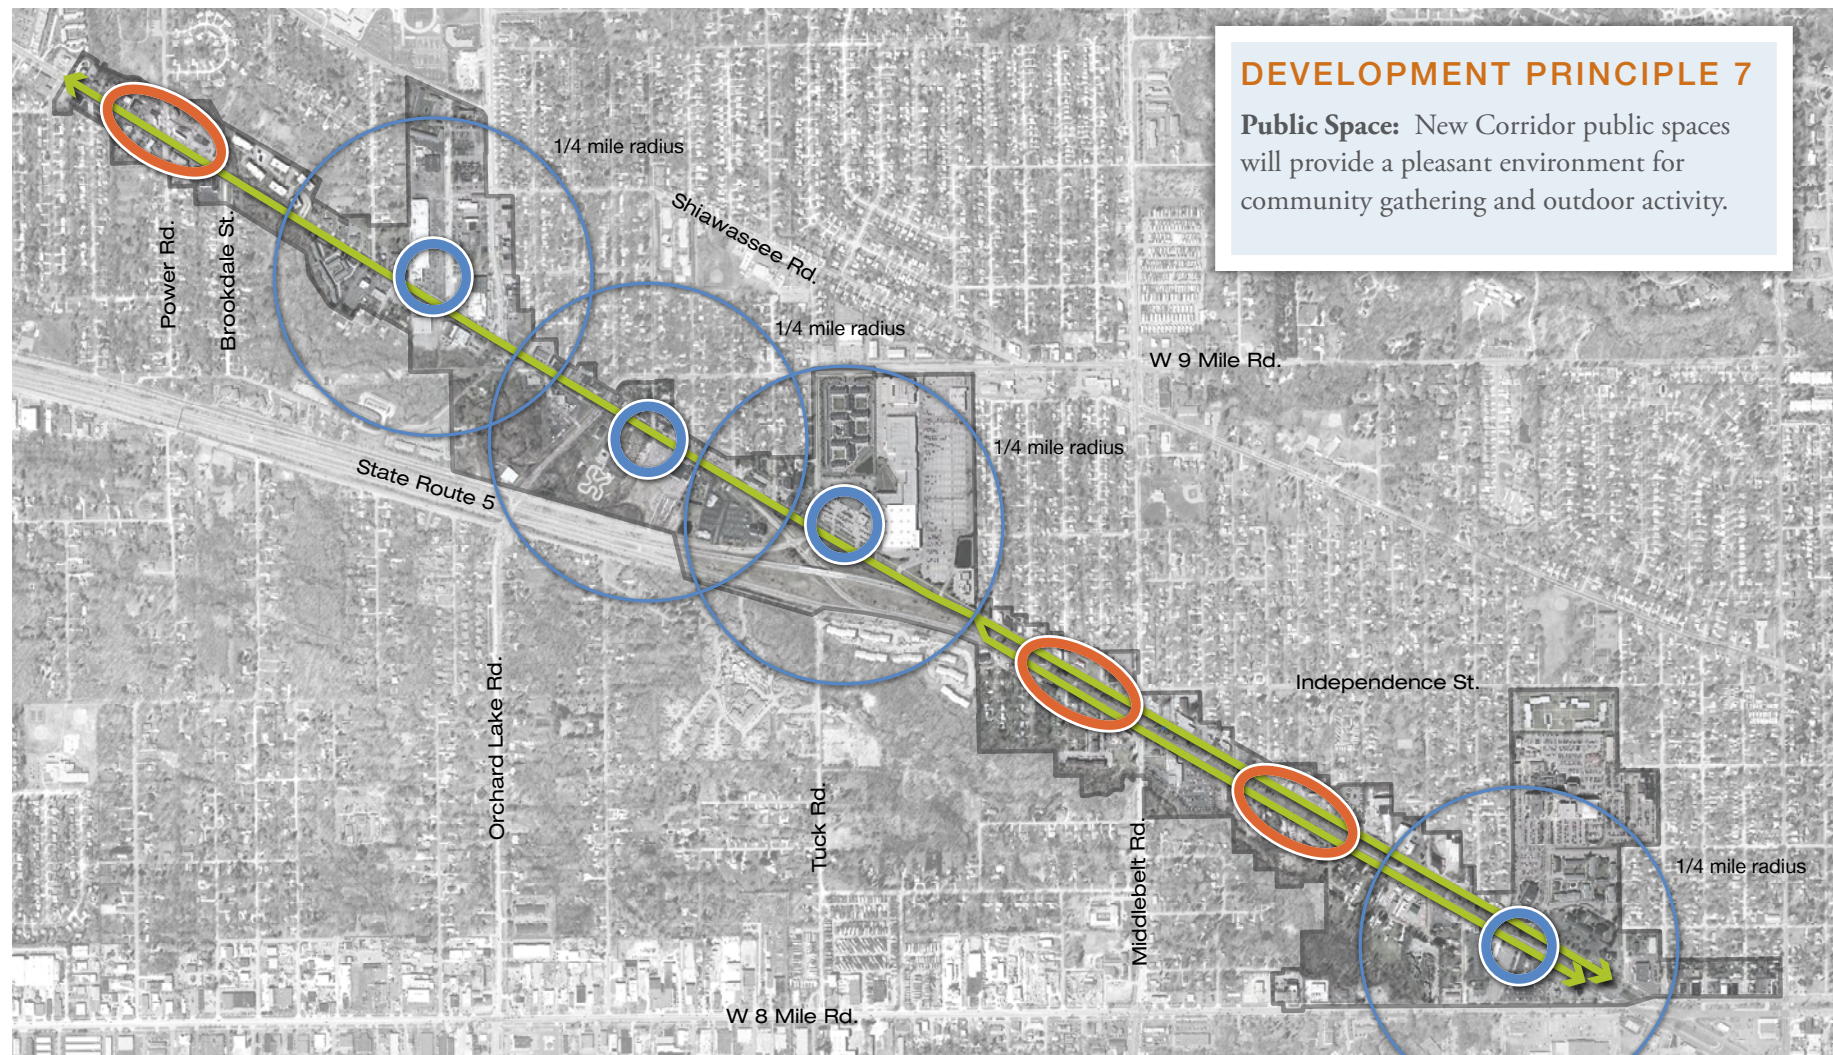 DEVELOPMENT PRINCIPLE 7
Public Space: New Corridor public spaces
will provide a pleasant environment for
community gathering and outdoor activity.
1/4 mile radius
Shiawassee Rd.
Power Rd.
Brookdale St.
1/4 mile radius
W 9 Mile Rd.
1/4 mile radius
State Route 5
Orchard Lake Rd.
Independence St.
Tuck Rd.
Middlebelt Rd.
1/4 mile radius
W 8 Mile Rd.